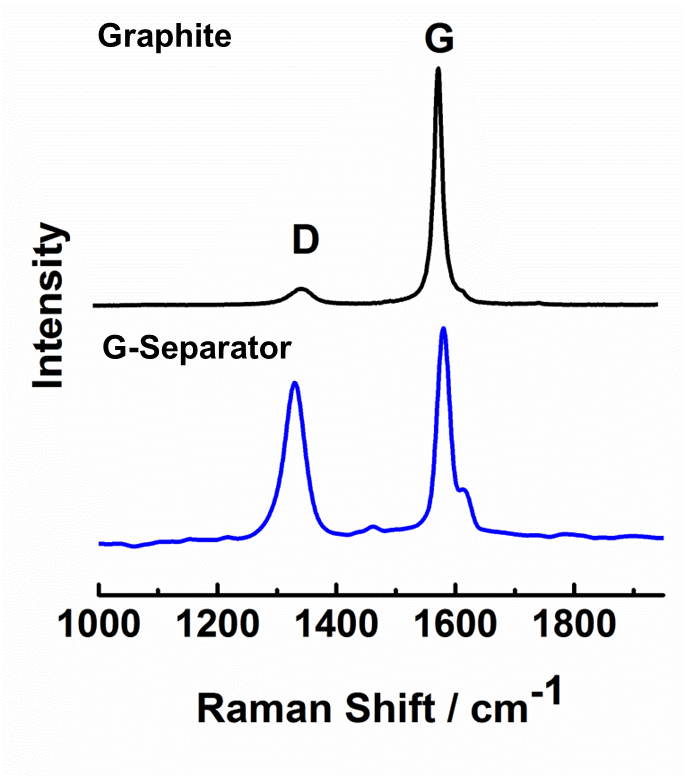 Graphite
G
D
Intensity
G-Separator
1000 1200 1400 1600 1800
Raman Shift / cm-1